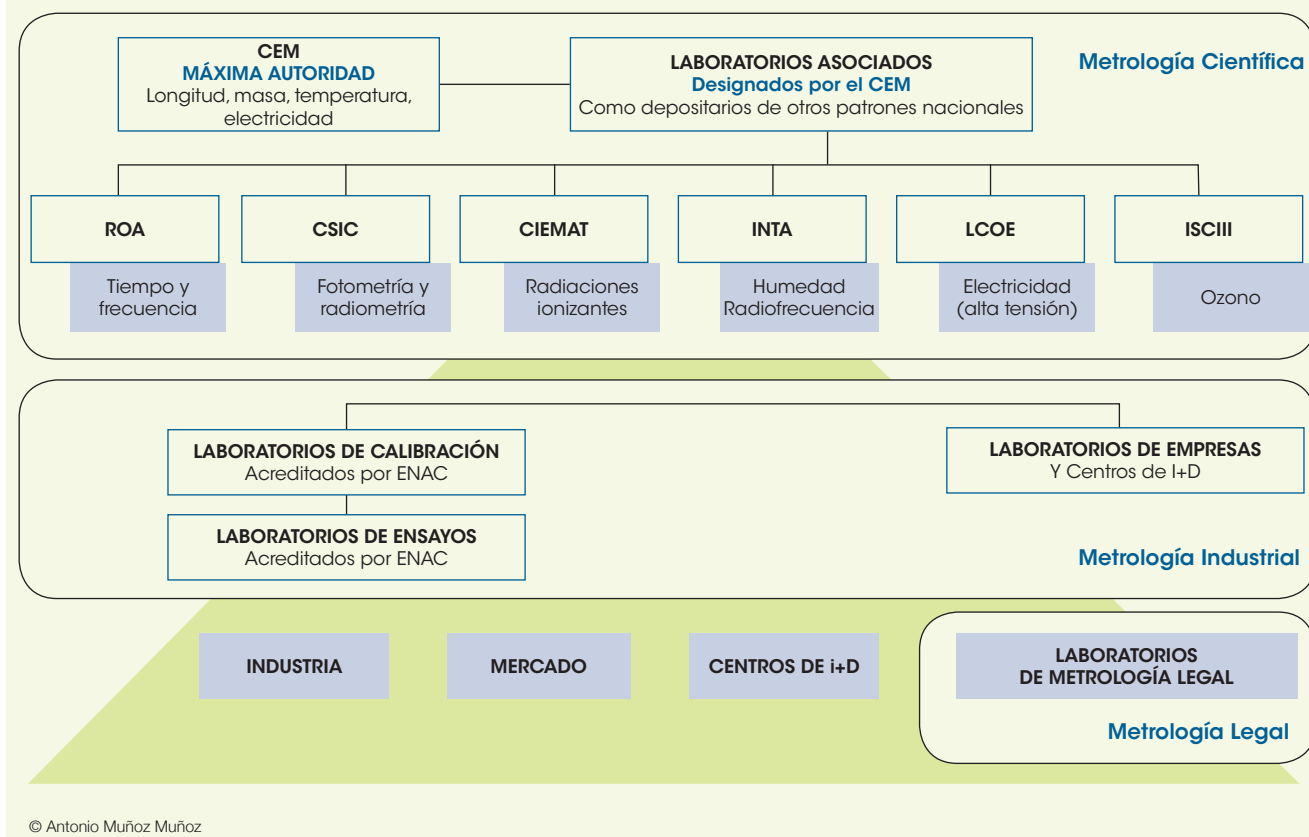 CEM
MÁXIMA AUTORIDAD
Longitud, masa, temperatura,
electricidad
LABORATORIOS ASOCIADOS
Designados por el CEM
Como depositarios de otros patrones nacionales
Metrología Científica
ROA
CSIC
CIEMAT
INTA
LCOE
ISCIII
Tiempo y
frecuencia
Fotometría y
radiometría
Radiaciones
ionizantes
Humedad
Radiofrecuencia
Electricidad
(alta tensión)
Ozono
LABORATORIOS DE CALIBRACIÓN
Acreditados por ENAC
LABORATORIOS DE EMPRESAS
Y Centros de I+D
LABORATORIOS DE ENSAYOS
Acreditados por ENAC
Metrología Industrial
INDUSTRIA
MERCADO
CENTROS DE i+D
LABORATORIOS
DE METROLOGÍA LEGAL
Metrología Legal
© Antonio Muñoz Muñoz